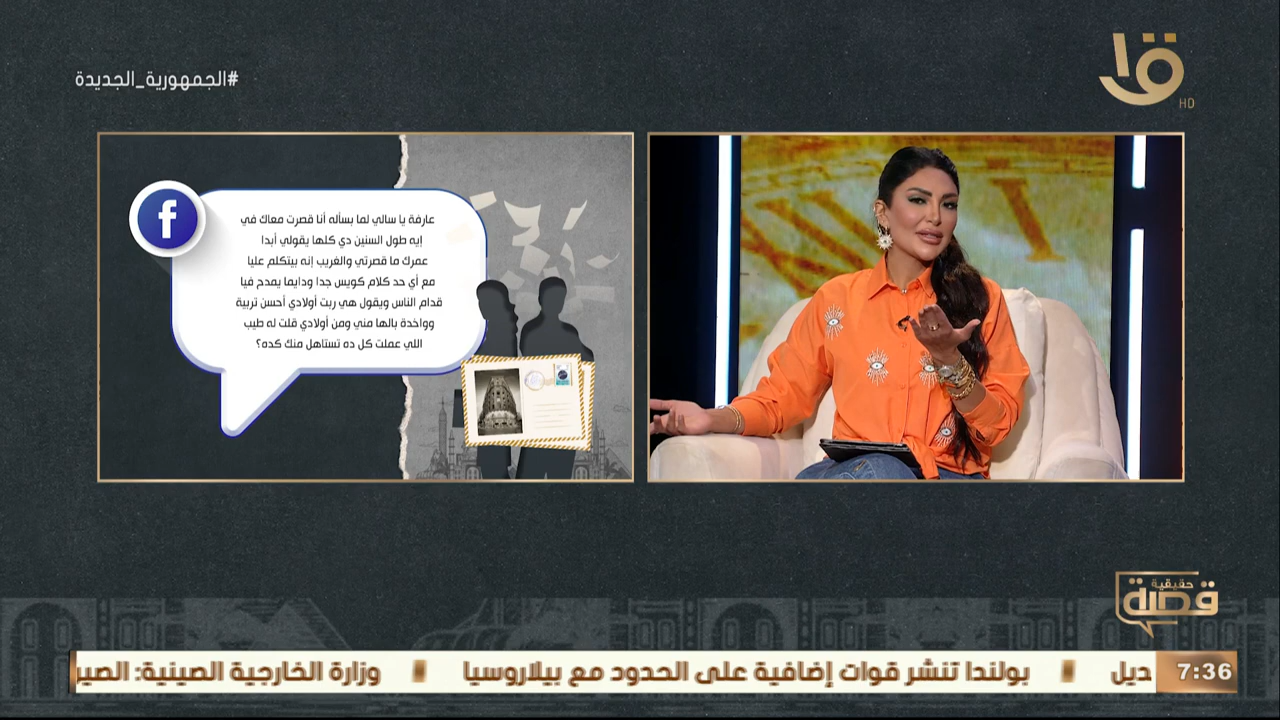 #الجمهورية_الجديدة
HD
f
عارفة يا سالي لما بسأله أنا قصرت معاك في
إيه طول السنين دي كلها يقولي أبدا
عمرك ما قصرتي والغريب إنه بيتكلم عليا
مع أي حد كلام كويس جدا ودايما يمدح فيا
قدام الناس ويقول هي ربت أولادي أحسن تربية
وواخدة بالها مني ومن أولادي قلت له طيب
اللي عملت كل ده تستاهل منك كده؟
قصة
حقيقية
7:36
ديل ▪ بولندا تنشر قوات إضافية على الحدود مع بيلاروسيا ▪ وزارة الخارجية الصينية: الصير